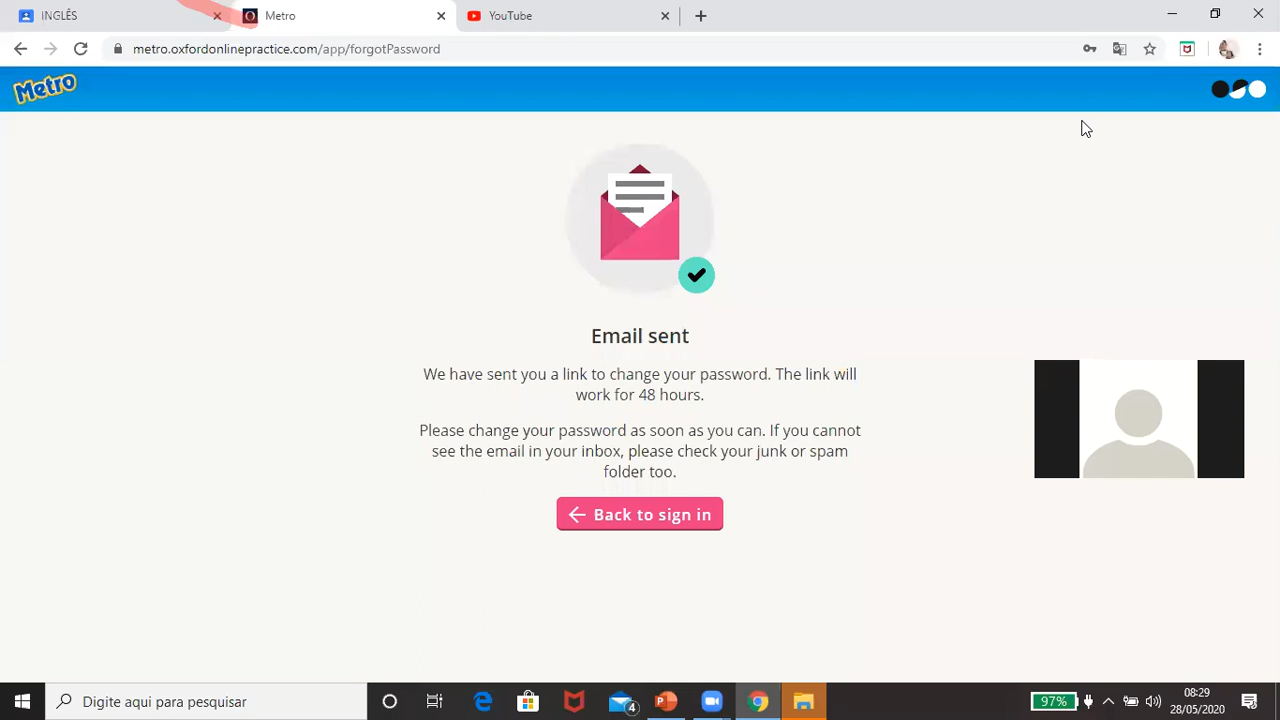 INGLÊS
Metro
YouTube
metro.oxfordonlinepractice.com/app/forgotPassword
Metro
Email sent
We have sent you a link to change your password. The link will
work for 48 hours.
Please change your password as soon as you can. If you cannot
see the email in your inbox, please check your junk or spam
folder too.
Back to sign in
Digite aqui para pesquisar
4
97%
08:29
28/05/2020